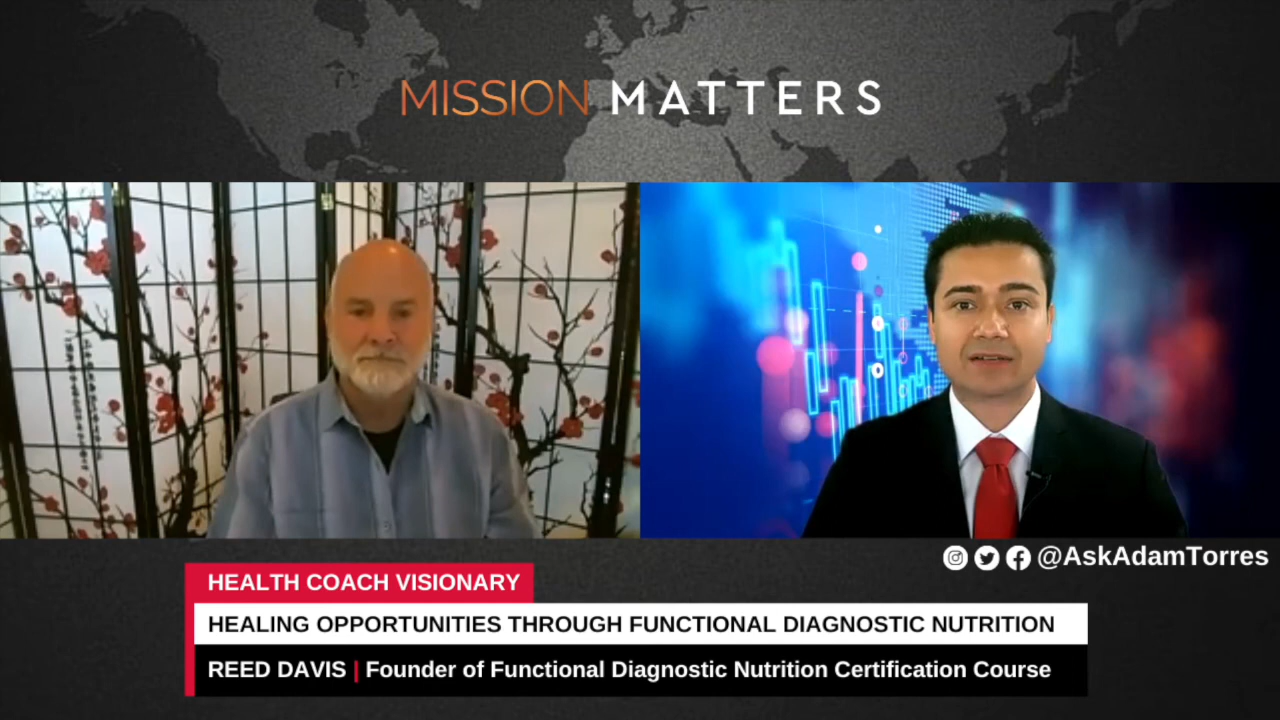 MISSION MATTERS
@AskAdamTorres
HEALTH COACH VISIONARY
HEALING OPPORTUNITIES THROUGH FUNCTIONAL DIAGNOSTIC NUTRITION
REED DAVIS | Founder of Functional Diagnostic Nutrition Certification Course